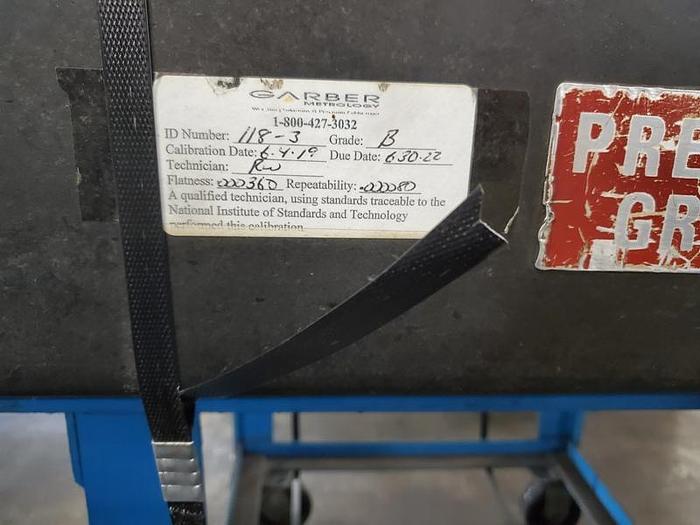 GARBER
METROLOGY
1-800-427-3032
ID Number: 118-3 Grade: B
Calibration Date: 6.4.19 Due Date: 6.30.22
Technician: RW
Flatness: .000360 Repeatability: .000080
A qualified technician, using standards traceable to the
National Institute of Standards and Technology
performed this calibration
PRE
GR